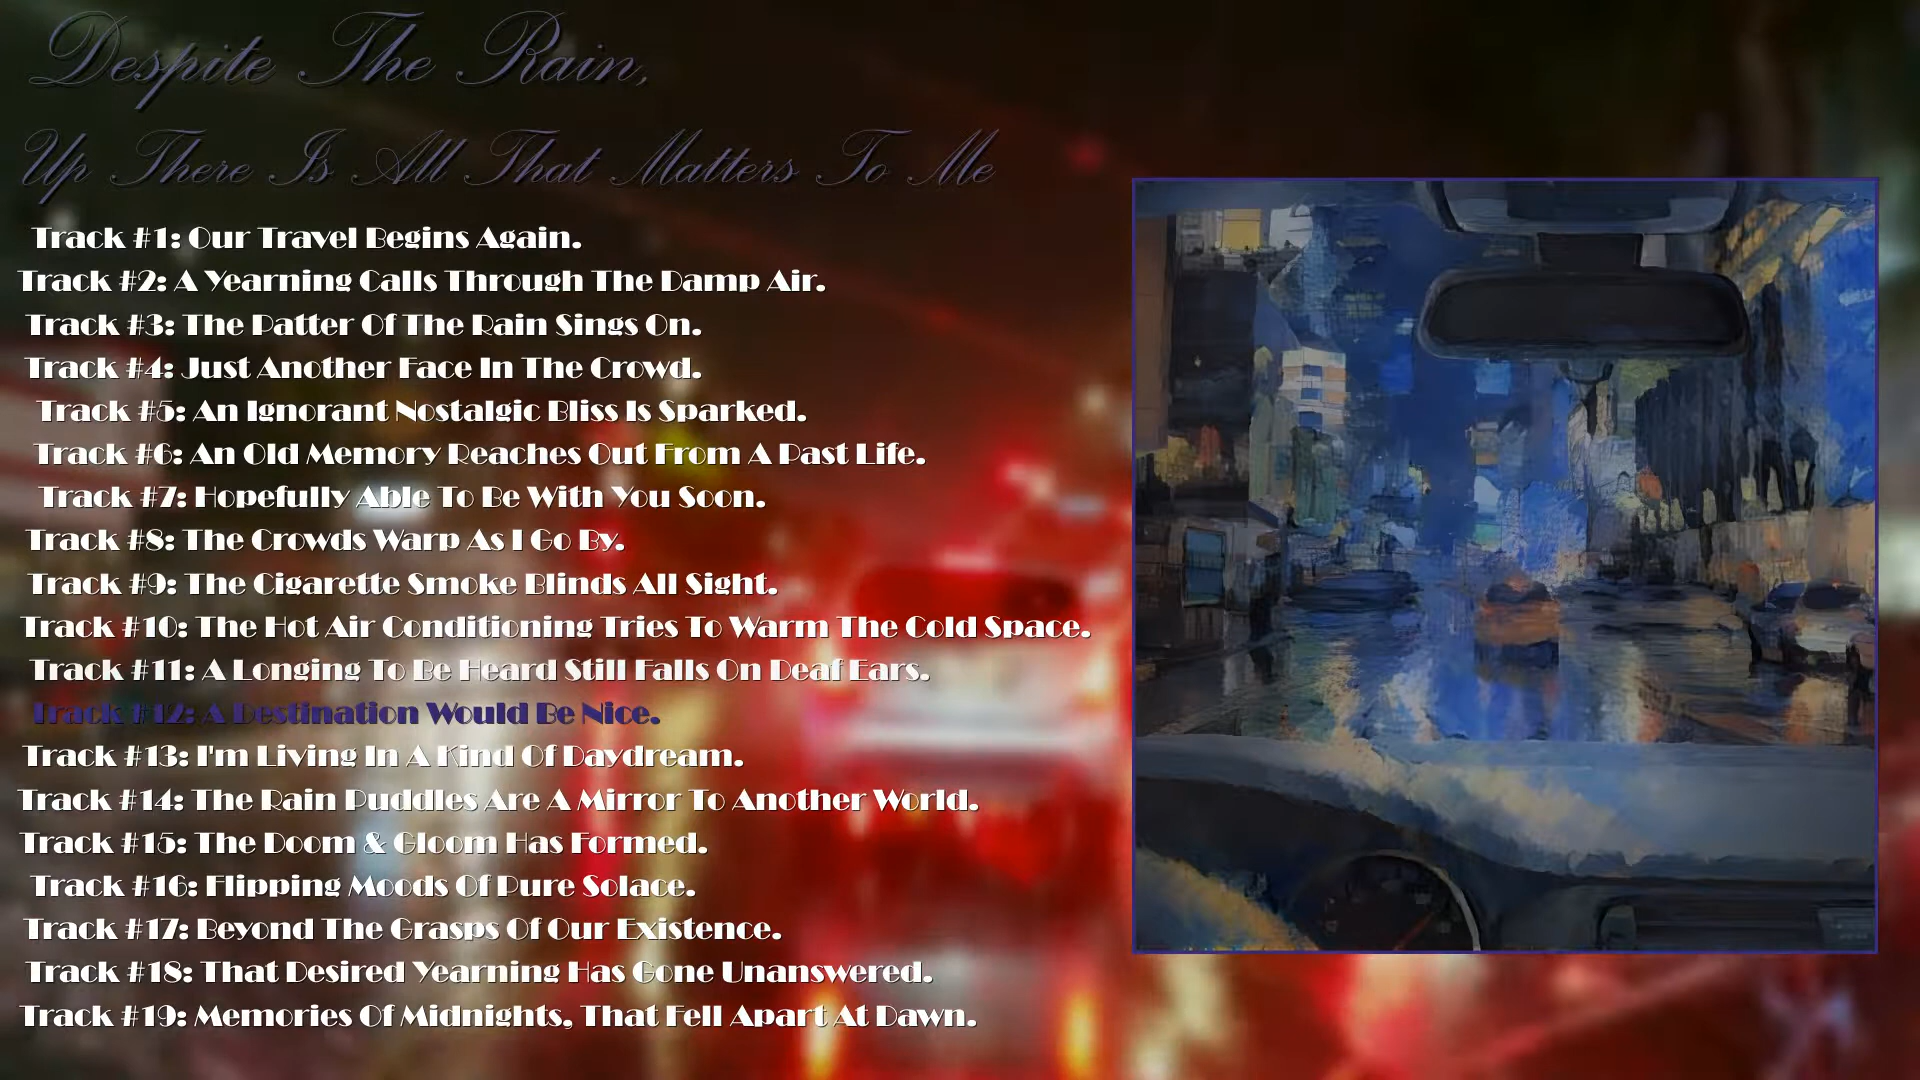 Despite The Rain,
Up There Is All That Matters To Me
Track #1: Our Travel Begins Again.
Track #2: A Yearning Calls Through The Damp Air.
Track #3: The Patter Of The Rain Sings On.
Track #4: Just Another Face In The Crowd.
Track #5: An Ignorant Nostalgic Bliss Is Sparked.
Track #6: An Old Memory Reaches Out From A Past Life.
Track #7: Hopefully Able To Be With You Soon.
Track #8: The Crowds Warp As I Go By.
Track #9: The Cigarette Smoke Blinds All Sight.
Track #10: The Hot Air Conditioning Tries To Warm The Cold Space.
Track #11: A Longing To Be Heard Still Falls On Deaf Ears.
Track #12: A Destination Would Be Nice.
Track #13: I'm Living In A Kind Of Daydream.
Track #14: The Rain Puddles Are A Mirror To Another World.
Track #15: The Doom & Gloom Has Formed.
Track #16: Flipping Moods Of Pure Solace.
Track #17: Beyond The Grasps Of Our Existence.
Track #18: That Desired Yearning Has Gone Unanswered.
Track #19: Memories Of Midnights, That Fell Apart At Dawn.